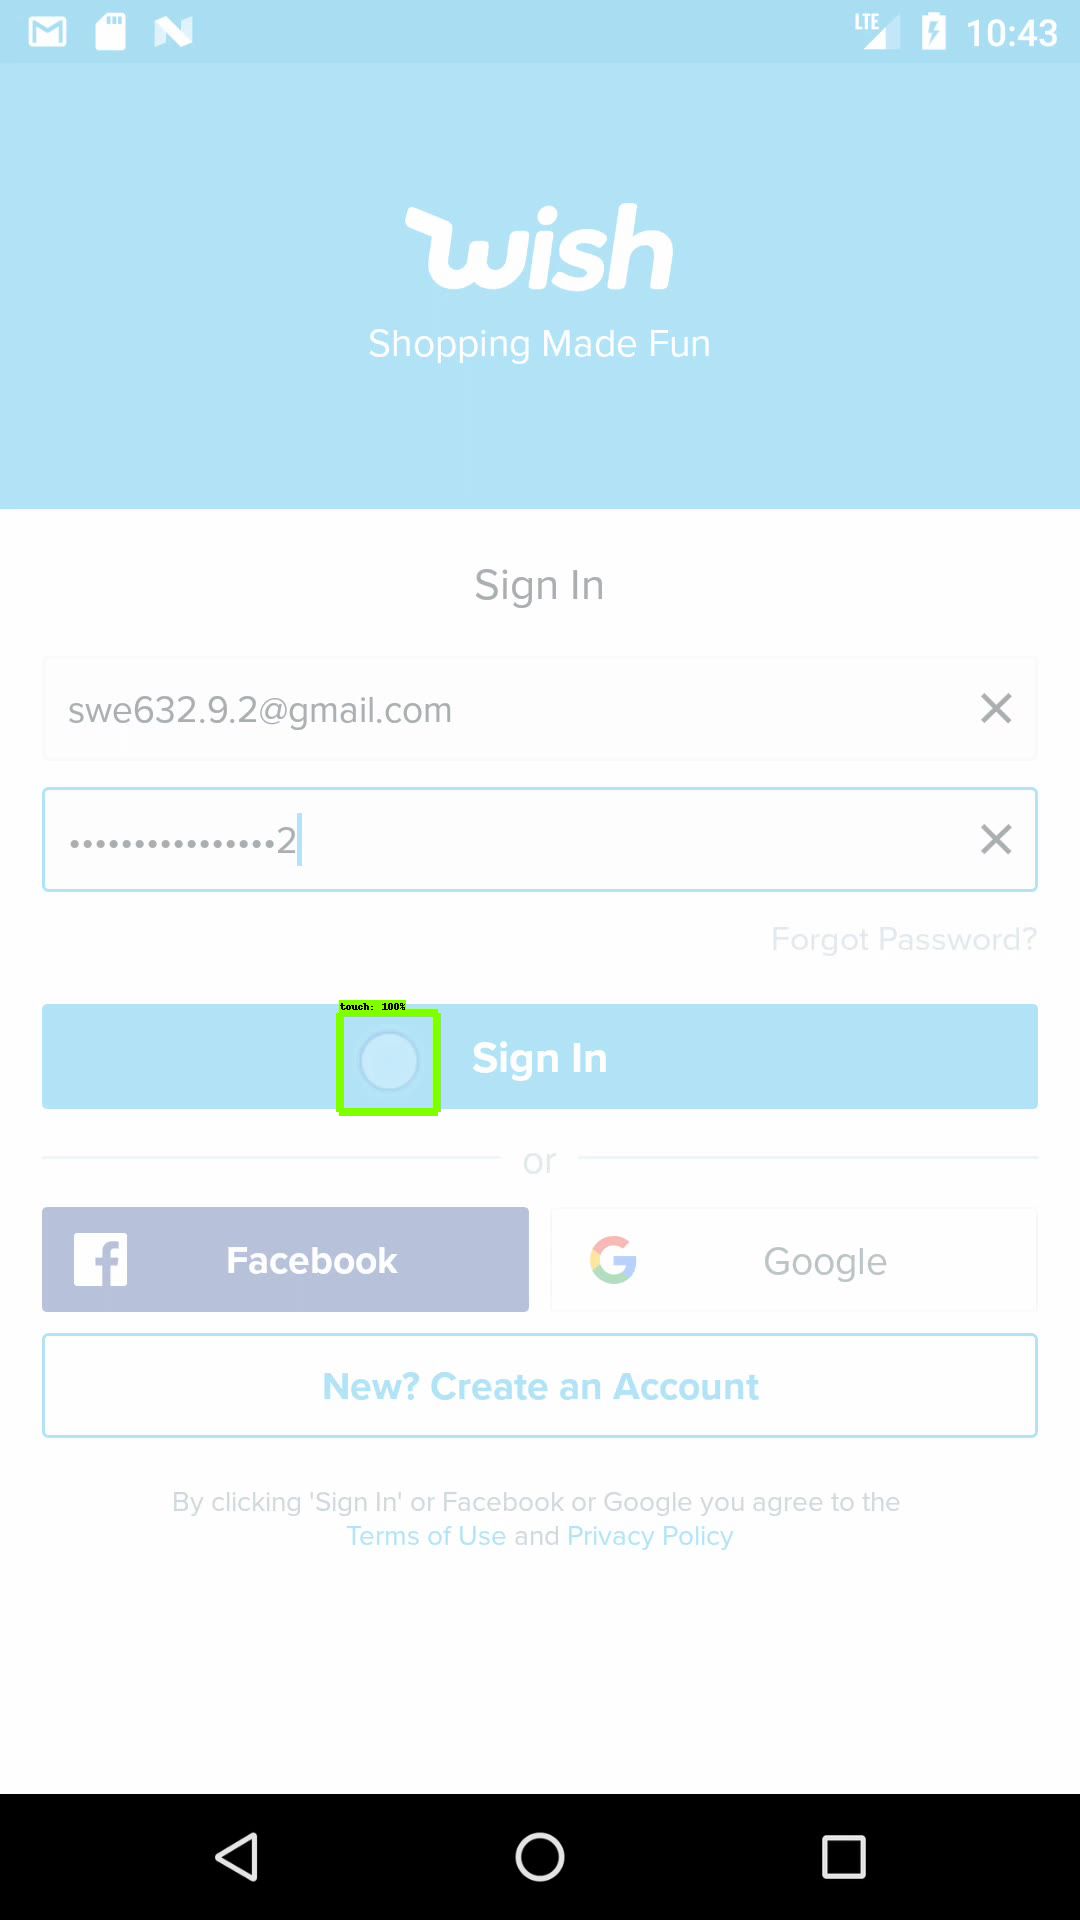 LTE 10:43
wish
Shopping Made Fun
Sign In
swe632.9.2@gmail.com
••••••••••••••••2
Forgot Password?
touch: 100%
Sign In
or
Facebook
Google
New? Create an Account
By clicking 'Sign In' or Facebook or Google you agree to the
Terms of Use and Privacy Policy